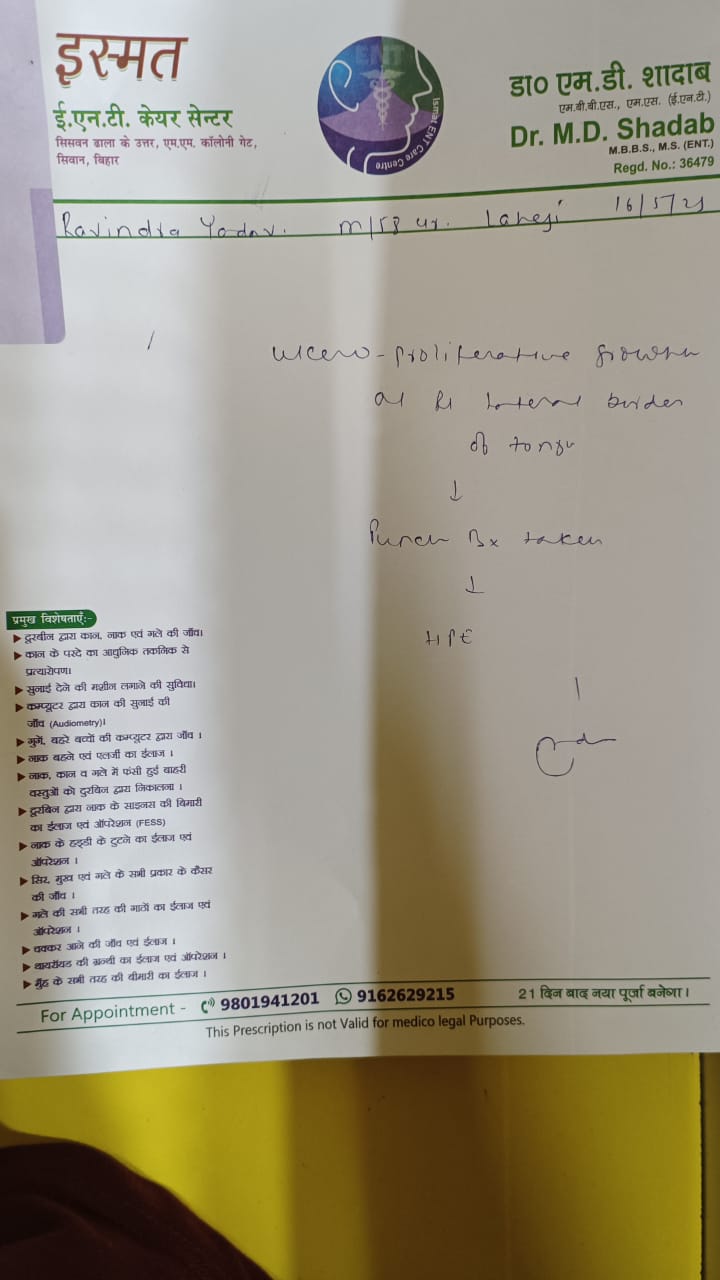 इस्मत
ई.एन.टी. केयर सेन्टर
सिसवन ढाला के उत्तर, एम.एम. कॉलोनी गेट,
सिवान, बिहार
ENT
Ismat ENT Care Centre
डा० एम.डी. शादाब
एम.बी.बी.एस., एम.एस. (ई.एन.टी.)
Dr. M.D. Shadab
M.B.B.S., M.S. (ENT.)
Regd. No.: 36479
Ravindra Yadav. M/58 yr. 16/5/25
ulcero-proliferative growth
at Rt lateral border
of tongue
↓
Punch Bx taken
↓
HPE
प्रमुख विशेषताएँ:-
दूरबीन द्वारा कान, नाक एवं गले की जाँच।
कान के परदे का आधुनिक तकनिक से
प्रत्यारोपण।
सुनाई देने की मशीन लगाने की सुविधा।
कम्प्यूटर द्वारा कान की सुनाई की
जाँच (Audiometry)।
गुगें, बहरे बच्चों की कम्प्यूटर द्वारा जाँच ।
नाक बहने एवं एलर्जी का ईलाज ।
नाक, कान व गले में फंसी हुई बाहरी
वस्तुओं को दुरबिन द्वारा निकालना ।
दूरबिन द्वारा नाक के साइनस की बिमारी
का ईलाज एवं ऑपरेशन (FESS)
नाक के हड्डी के टुटने का ईलाज एवं
ऑपरेशन ।
सिर, मुख एवं गले के सभी प्रकार के कैंसर
की जाँच ।
गले की सभी तरह की गाठों का ईलाज एवं
ऑपरेशन ।
चक्कर आने की जाँच एवं ईलाज ।
थायरॉयड की ग्रन्थी का ईलाज एवं ऑपरेशन ।
मुँह के सभी तरह की बीमारी का ईलाज ।
For Appointment - 9801941201 9162629215 21 दिन बाद नया पूर्जा बनेगा।
This Prescription is not Valid for medico legal Purposes.